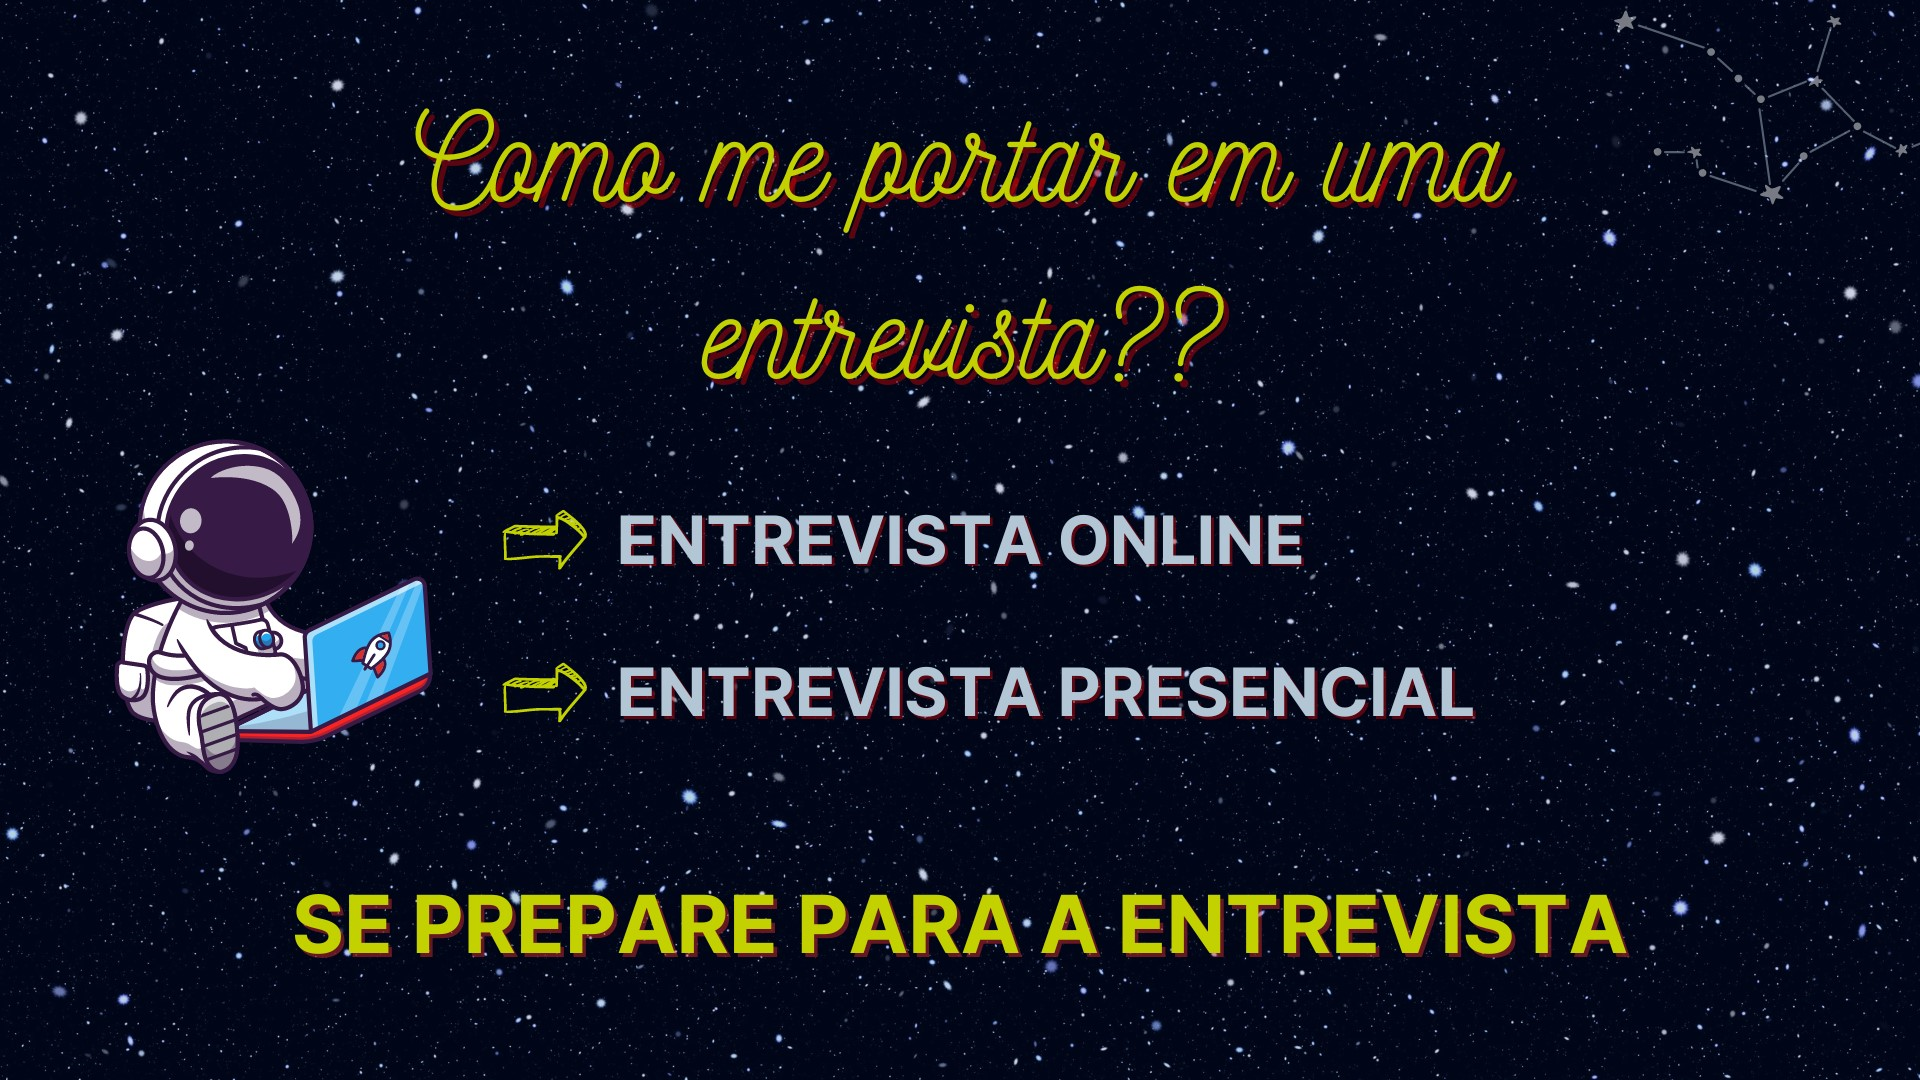 Como me portar em uma
entrevista??
ENTREVISTA ONLINE
ENTREVISTA PRESENCIAL
SE PREPARE PARA A ENTREVISTA